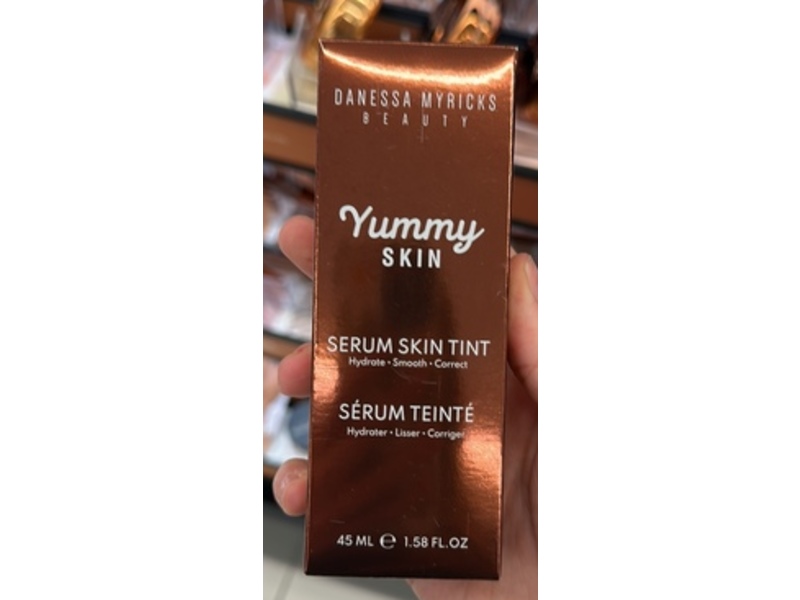 DANESSA MYRICKS
BEAUTY
Yummy
SKIN
SERUM SKIN TINT
Hydrate • Smooth • Correct
SÉRUM TEINTÉ
Hydrater • Lisser • Corriger
45 ML ℮ 1.58 FL.OZ